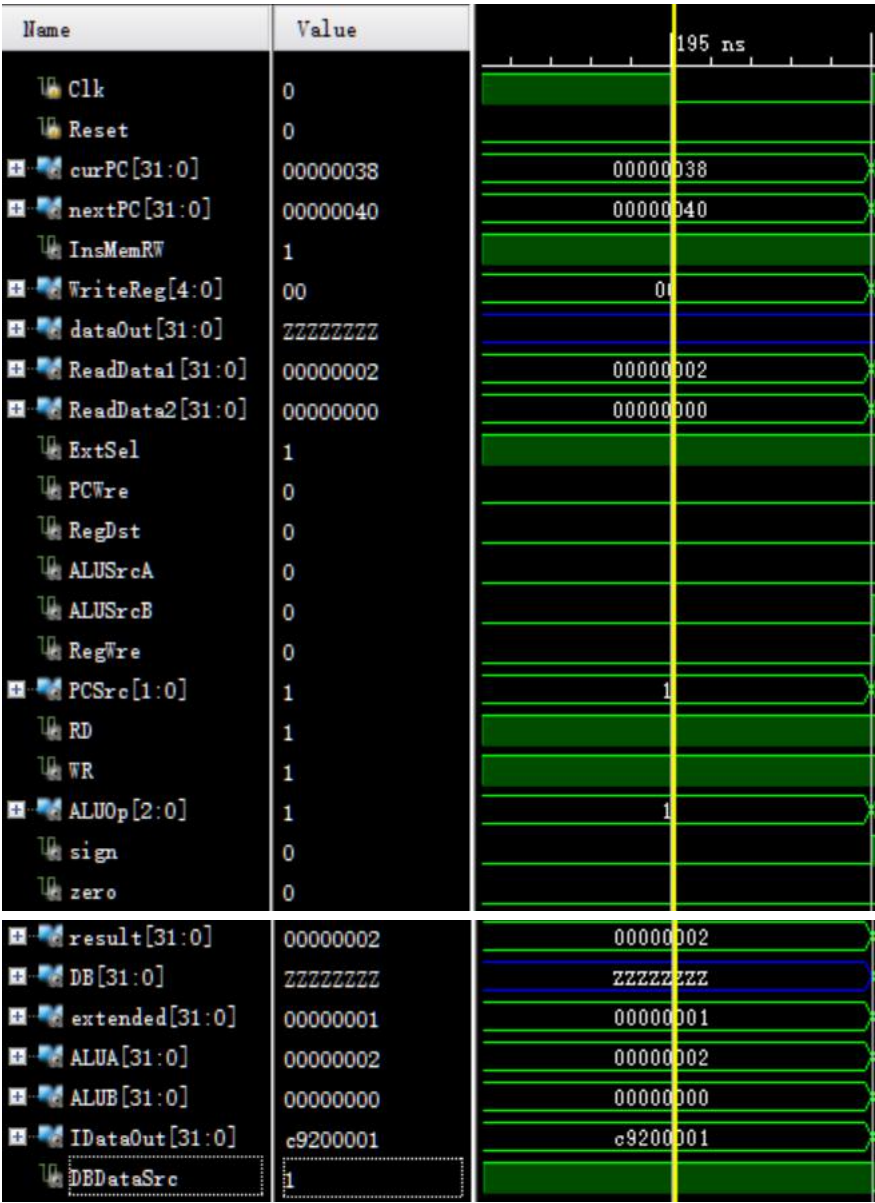 Name Value
195 ns
Clk 0
Reset 0
curPC[31:0] 00000038 00000038
nextPC[31:0] 00000040 00000040
InsMemRW 1
WriteReg[4:0] 00 00
dataOut[31:0] ZZZZZZZZ
ReadData1[31:0] 00000002 00000002
ReadData2[31:0] 00000000 00000000
ExtSel 1
PCWre 0
RegDst 0
ALUSrcA 0
ALUSrcB 0
RegWre 0
PCSrc[1:0] 1 1
RD 1
WR 1
ALUOp[2:0] 1 1
sign 0
zero 0
result[31:0] 00000002 00000002
DB[31:0] ZZZZZZZZ ZZZZZZZZ
extended[31:0] 00000001 00000001
ALUA[31:0] 00000002 00000002
ALUB[31:0] 00000000 00000000
IDataOut[31:0] c9200001 c9200001
DBDataSrc 1